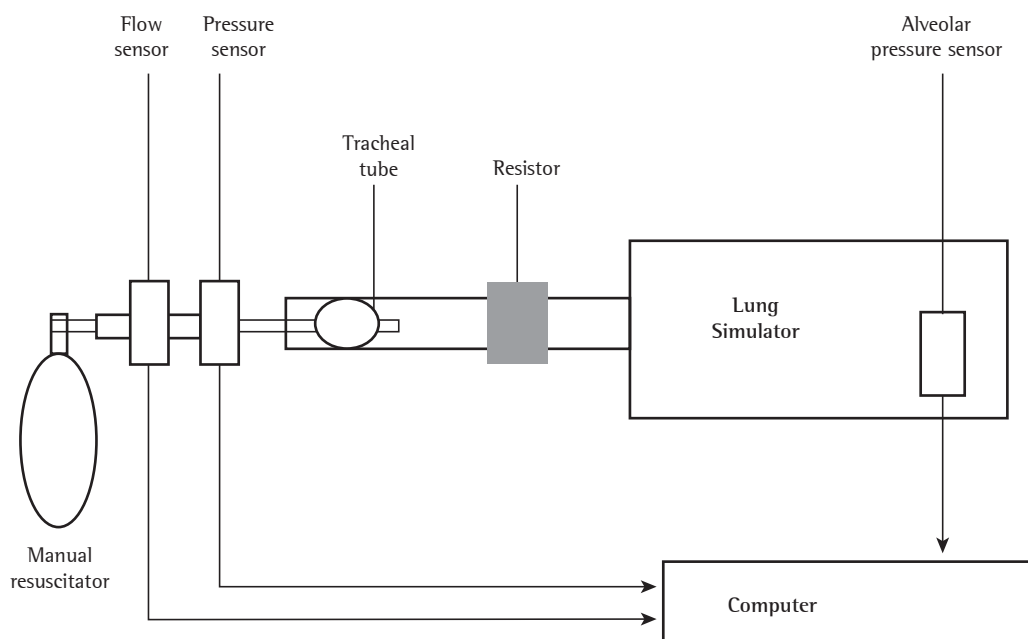 Flow
sensor
Pressure
sensor
Alveolar
pressure sensor
Tracheal
tube
Resistor
Lung
Simulator
Manual
resuscitator
Computer